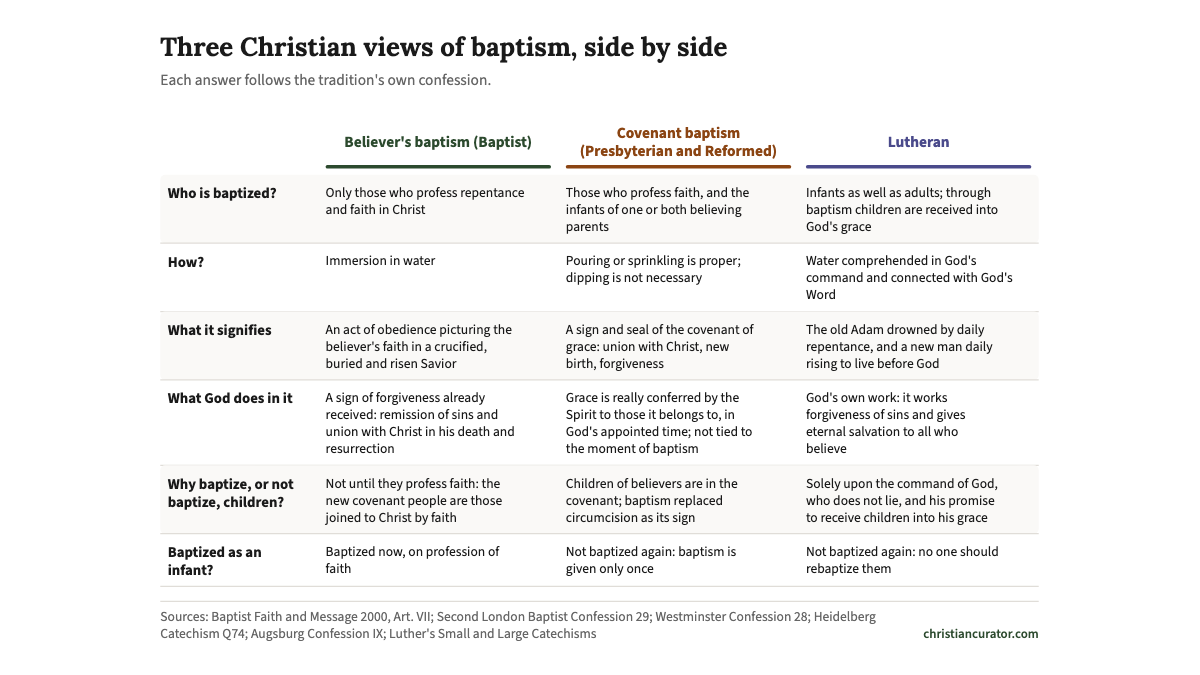 Three Christian views of baptism, side by side
Each answer follows the tradition's own confession.
Believer's baptism (Baptist)
Covenant baptism
(Presbyterian and Reformed)
Lutheran
Who is baptized?
Only those who profess repentance
and faith in Christ
Those who profess faith, and the
infants of one or both believing
parents
Infants as well as adults; through
baptism children are received into
God's grace
How?
Immersion in water
Pouring or sprinkling is proper;
dipping is not necessary
Water comprehended in God's
command and connected with God's
Word
What it signifies
An act of obedience picturing the
believer's faith in a crucified,
buried and risen Savior
A sign and seal of the covenant of
grace: union with Christ, new
birth, forgiveness
The old Adam drowned by daily
repentance, and a new man daily
rising to live before God
What God does in it
A sign of forgiveness already
received: remission of sins and
union with Christ in his death and
resurrection
Grace is really conferred by the
Spirit to those it belongs to, in
God's appointed time; not tied to
the moment of baptism
God's own work: it works
forgiveness of sins and gives
eternal salvation to all who
believe
Why baptize, or not
baptize, children?
Not until they profess faith: the
new covenant people are those
joined to Christ by faith
Children of believers are in the
covenant; baptism replaced
circumcision as its sign
Solely upon the command of God,
who does not lie, and his promise
to receive children into his grace
Baptized as an
infant?
Baptized now, on profession of
faith
Not baptized again: baptism is
given only once
Not baptized again: no one should
rebaptize them
Sources: Baptist Faith and Message 2000, Art. VII; Second London Baptist Confession 29; Westminster Confession 28; Heidelberg
Catechism Q74; Augsburg Confession IX; Luther's Small and Large Catechisms
christiancurator.com